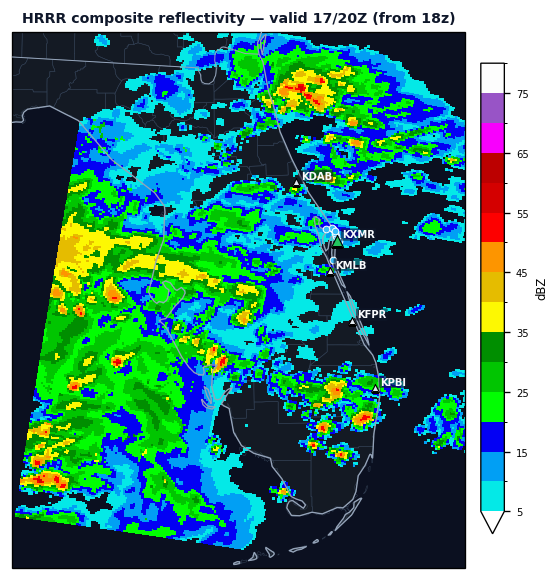 HRRR composite reflectivity — valid 17/20Z (from 18z)
KDAB
KXMR
KMLB
KFPR
KPBI
75
65
55
45
35
25
15
5
dBZ